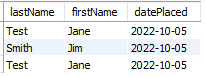 lastName firstName datePlaced
Test Jane 2022-10-05
Smith Jim 2022-10-05
Test Jane 2022-10-05